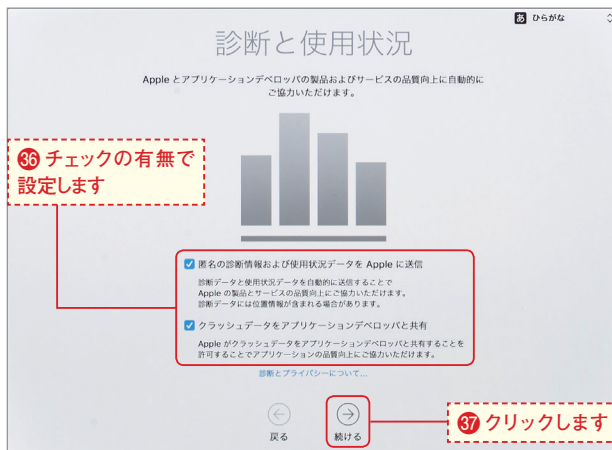 あ ひらがな
診断と使用状況
Apple とアプリケーションデベロッパの製品およびサービスの品質向上に自動的に
ご協力いただけます。
㊱ チェックの有無で
設定します
匿名の診断情報および使用状況データを Apple に送信
診断データと使用状況データを自動的に送信することで
Apple の製品とサービスの品質向上にご協力いただけます。
診断データには位置情報が含まれる場合があります。
クラッシュデータをアプリケーションデベロッパと共有
Apple がクラッシュデータをアプリケーションデベロッパと共有することを
許可することでアプリケーションの品質向上にご協力いただけます。
診断とプライバシーについて...
戻る
続ける
㊲ クリックします